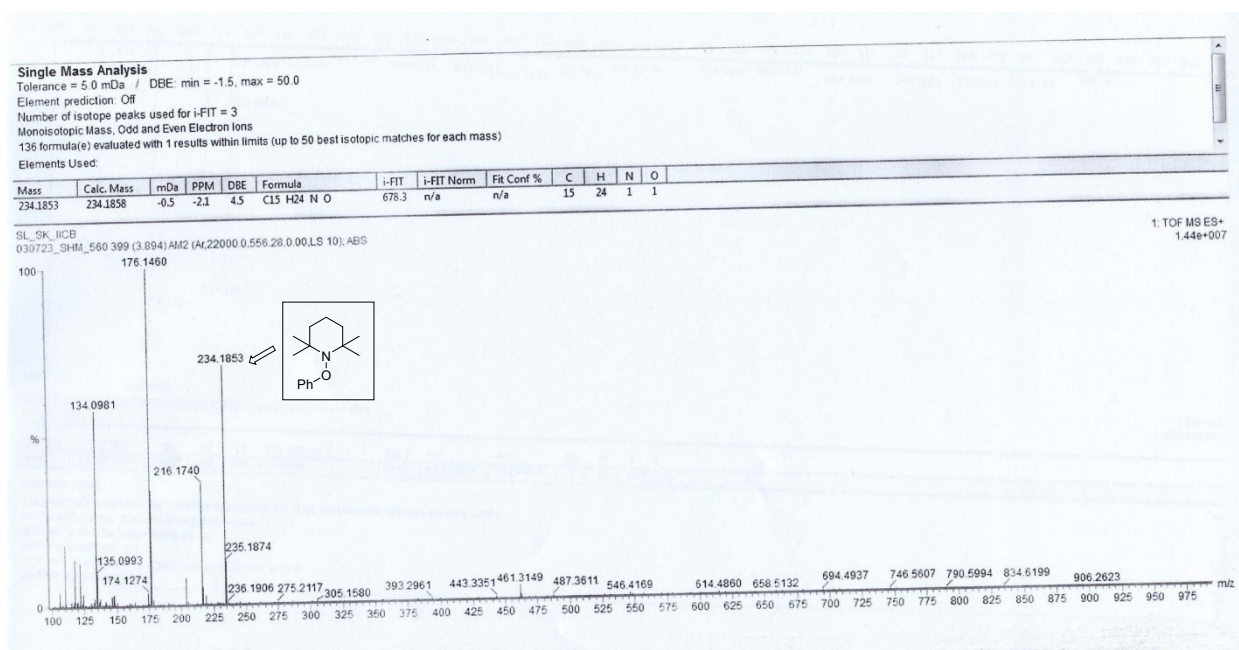 Single Mass Analysis
Tolerance = 5.0 mDa / DBE: min = -1.5, max = 50.0
Element prediction: Off
Number of isotope peaks used for i-FIT = 3
Monoisotopic Mass, Odd and Even Electron Ions
136 formula(e) evaluated with 1 results within limits (up to 50 best isotopic matches for each mass)
Elements Used:
Mass Calc. Mass mDa PPM DBE Formula i-FIT i-FIT Norm Fit Conf % C H N O
234.1853 234.1858 -0.5 -2.1 4.5 C15 H24 N O 678.3 n/a n/a 15 24 1 1
SL_SK_IICB
030723_SHM_560 399 (3.894) AM2 (Ar,22000.0,556.28,0.00,LS 10); ABS
1: TOF MS ES+
1.44e+007
100
176.1460
234.1853
N
O
Ph
134.0981
%
216.1740
235.1874
135.0993
174.1274
236.1906 275.2117 305.1580 393.2961 443.3351 461.3149 487.3611 546.4169 614.4860 658.5132 694.4937 746.5607 790.5994 834.6199 906.2623
0
m/z
100 125 150 175 200 225 250 275 300 325 350 375 400 425 450 475 500 525 550 575 600 625 650 675 700 725 750 775 800 825 850 875 900 925 950 975